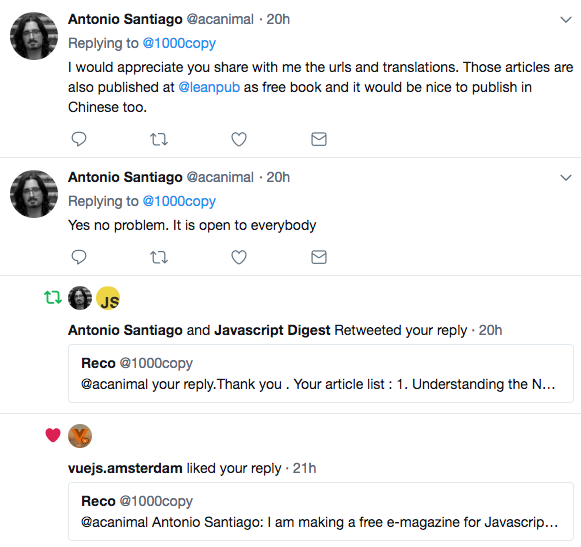 Antonio Santiago @acanimal · 20h
Replying to @1000copy
I would appreciate you share with me the urls and translations. Those articles are
also published at @leanpub as free book and it would be nice to publish in
Chinese too.
Antonio Santiago @acanimal · 20h
Replying to @1000copy
Yes no problem. It is open to everybody
JS
Antonio Santiago and Javascript Digest Retweeted your reply · 20h
Reco @1000copy
@acanimal your reply.Thank you . Your article list : 1. Understanding the N...
vuejs.amsterdam liked your reply · 21h
Reco @1000copy
@acanimal Antonio Santiago: I am making a free e-magazine for Javascrip...